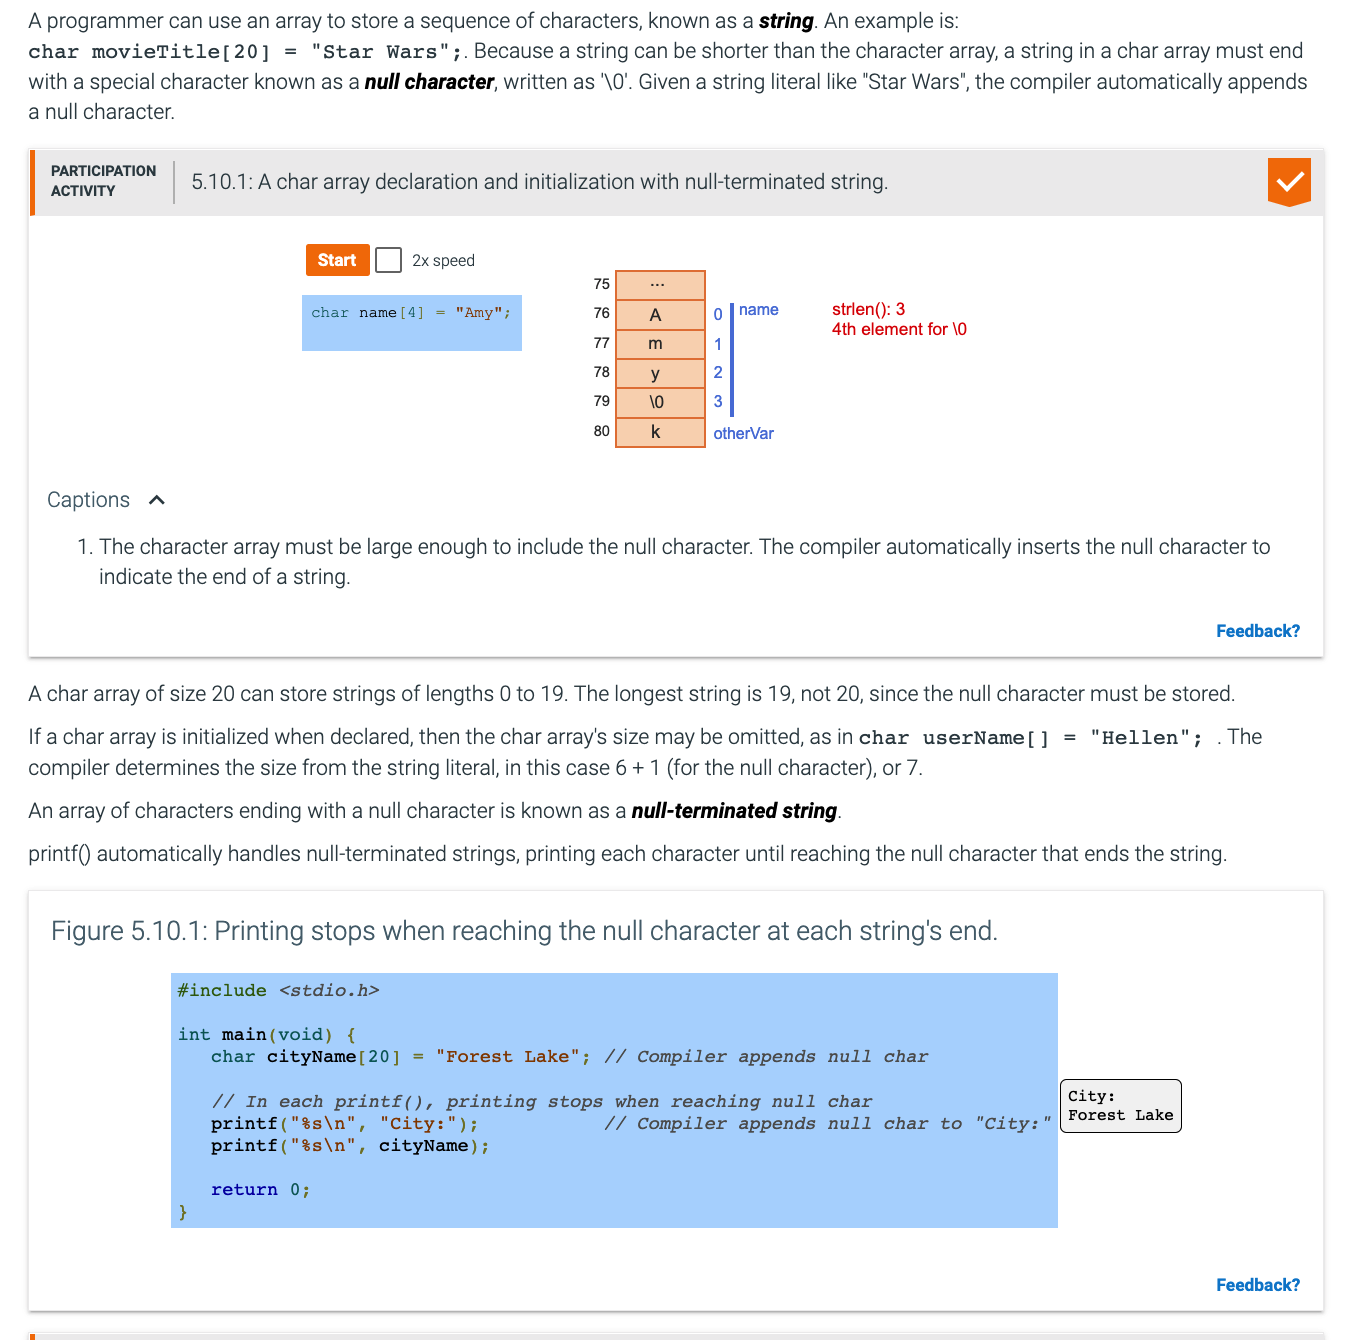 A programmer can use an array to store a sequence of characters, known as a string. An example is:
char movieTitle[20] = "Star Wars";. Because a string can be shorter than the character array, a string in a char array must end
with a special character known as a null character, written as '\0'. Given a string literal like "Star Wars", the compiler automatically appends
a null character.
PARTICIPATION
ACTIVITY
5.10.1: A char array declaration and initialization with null-terminated string.
Start
2x speed
char name[4] = "Amy";
75 ...
76 A 0 name
77 m 1
78 y 2
79 \0 3
80 k otherVar
strlen(): 3
4th element for \0
Captions
1. The character array must be large enough to include the null character. The compiler automatically inserts the null character to
indicate the end of a string.
Feedback?
A char array of size 20 can store strings of lengths 0 to 19. The longest string is 19, not 20, since the null character must be stored.
If a char array is initialized when declared, then the char array's size may be omitted, as in char userName[] = "Hellen"; . The
compiler determines the size from the string literal, in this case 6 + 1 (for the null character), or 7.
An array of characters ending with a null character is known as a null-terminated string.
printf() automatically handles null-terminated strings, printing each character until reaching the null character that ends the string.
Figure 5.10.1: Printing stops when reaching the null character at each string's end.
#include <stdio.h>
int main(void) {
char cityName[20] = "Forest Lake"; // Compiler appends null char
// In each printf(), printing stops when reaching null char
printf("%s\n", "City:"); // Compiler appends null char to "City:"
printf("%s\n", cityName);
return 0;
}
City:
Forest Lake
Feedback?